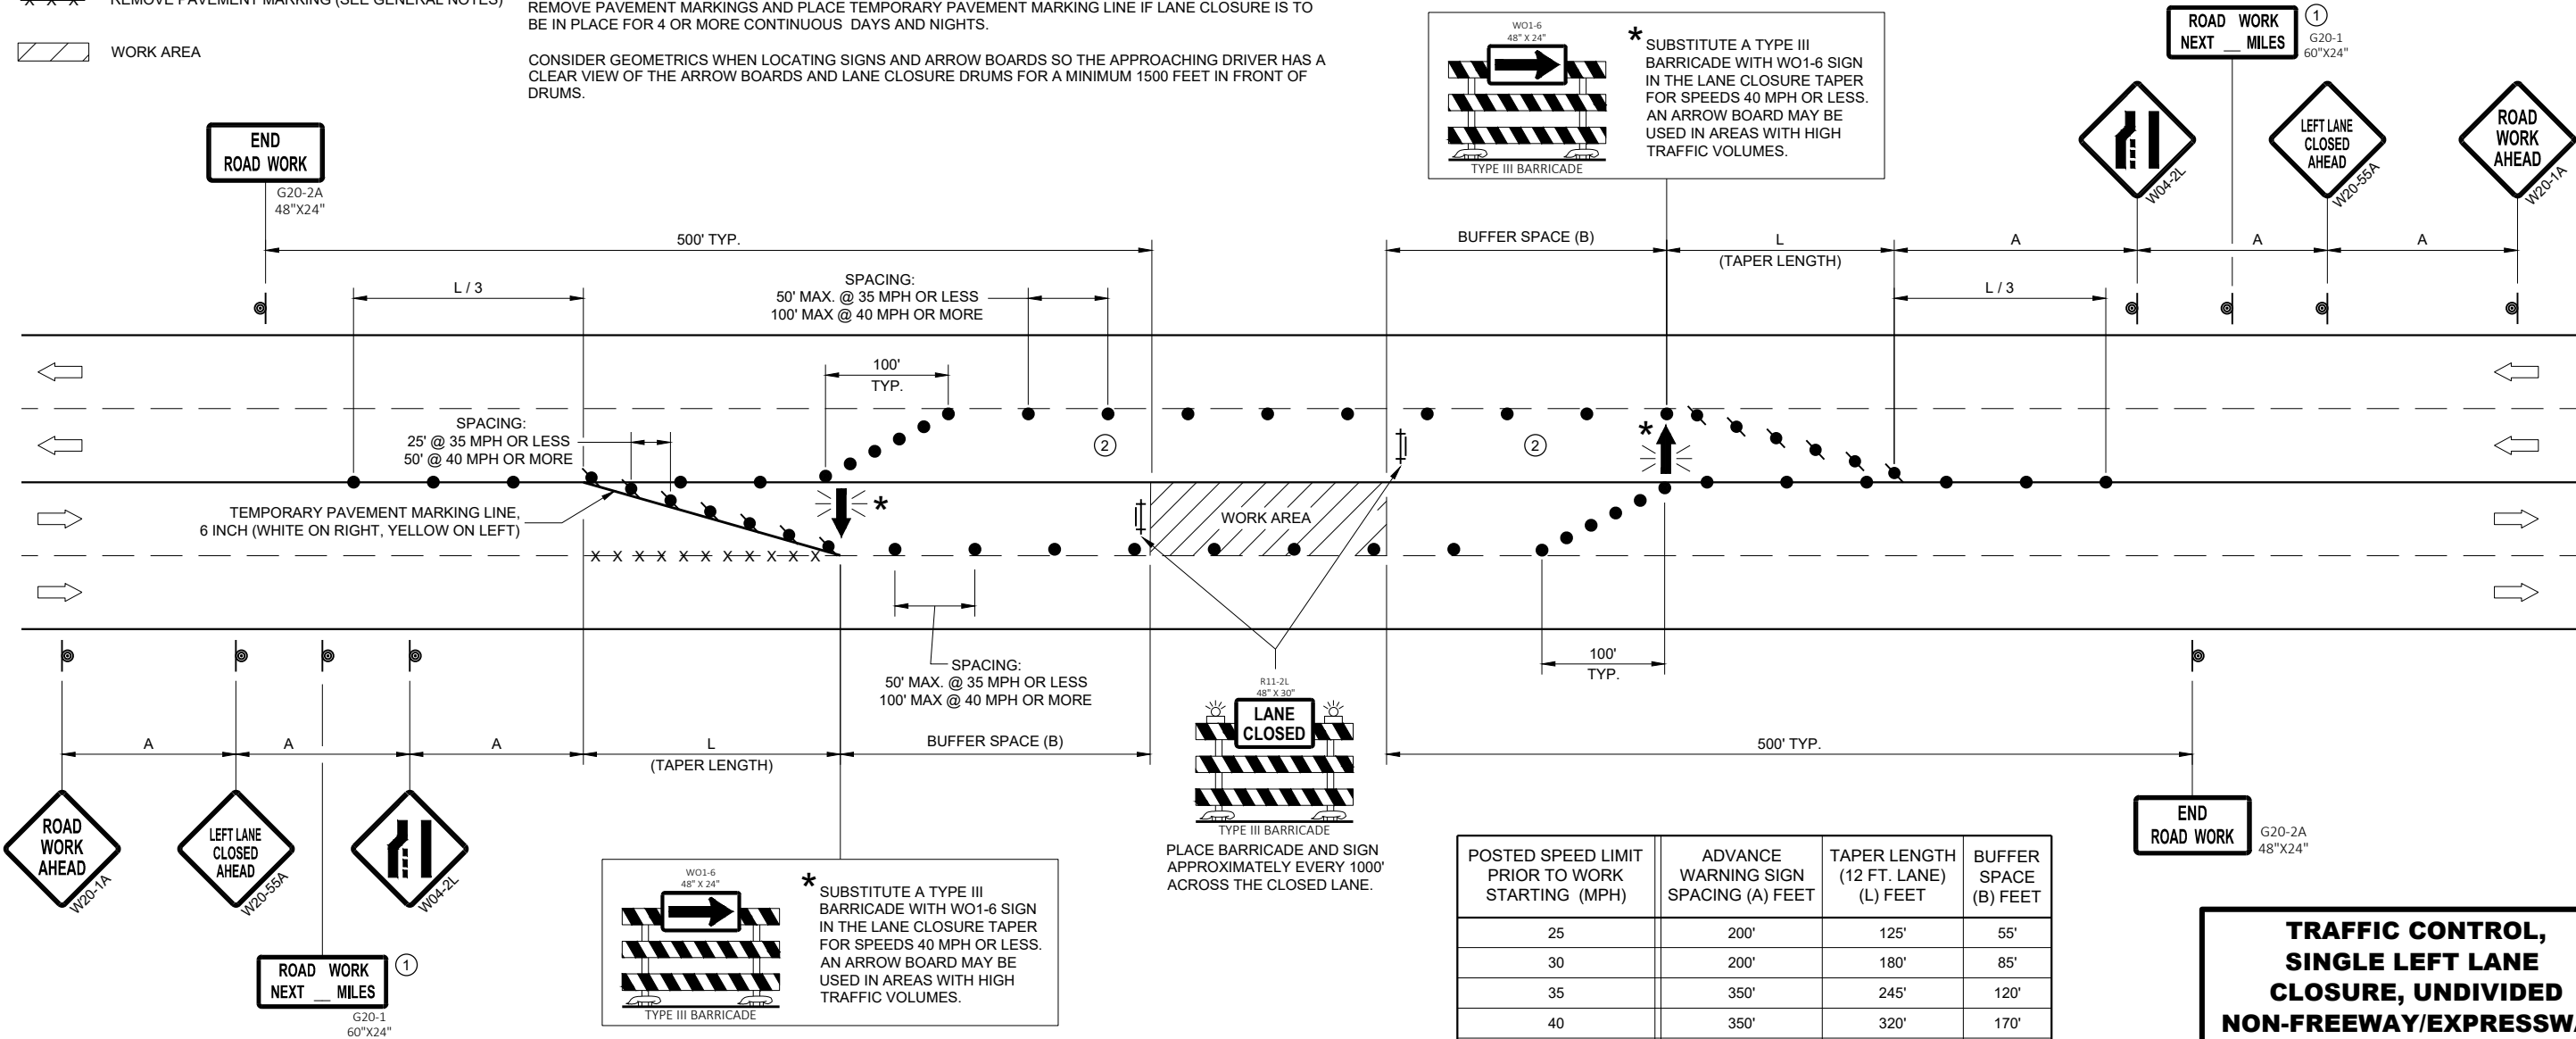 REMOVE PAVEMENT MARKING (SEE GENERAL NOTES)
WORK AREA
REMOVE PAVEMENT MARKINGS AND PLACE TEMPORARY PAVEMENT MARKING LINE IF LANE CLOSURE IS TO
BE IN PLACE FOR 4 OR MORE CONTINUOUS DAYS AND NIGHTS.
CONSIDER GEOMETRICS WHEN LOCATING SIGNS AND ARROW BOARDS SO THE APPROACHING DRIVER HAS A
CLEAR VIEW OF THE ARROW BOARDS AND LANE CLOSURE DRUMS FOR A MINIMUM 1500 FEET IN FRONT OF
DRUMS.
WO1-6
48" X 24"
TYPE III BARRICADE
* SUBSTITUTE A TYPE III
BARRICADE WITH WO1-6 SIGN
IN THE LANE CLOSURE TAPER
FOR SPEEDS 40 MPH OR LESS.
AN ARROW BOARD MAY BE
USED IN AREAS WITH HIGH
TRAFFIC VOLUMES.
ROAD WORK
NEXT __ MILES
1
G20-1
60"X24"
W04-2L
LEFT LANE
CLOSED
AHEAD
W20-55A
ROAD
WORK
AHEAD
W20-1A
END
ROAD WORK
G20-2A
48"X24"
500' TYP.
BUFFER SPACE (B)
L
(TAPER LENGTH)
A
A
A
L / 3
SPACING:
50' MAX. @ 35 MPH OR LESS
100' MAX @ 40 MPH OR MORE
L / 3
100'
TYP.
SPACING:
25' @ 35 MPH OR LESS
50' @ 40 MPH OR MORE
2
2
*
*
TEMPORARY PAVEMENT MARKING LINE,
6 INCH (WHITE ON RIGHT, YELLOW ON LEFT)
WORK AREA
X X X X X X X X X X X
SPACING:
50' MAX. @ 35 MPH OR LESS
100' MAX @ 40 MPH OR MORE
100'
TYP.
A
A
A
L
(TAPER LENGTH)
BUFFER SPACE (B)
500' TYP.
R11-2L
48" X 30"
LANE
CLOSED
TYPE III BARRICADE
PLACE BARRICADE AND SIGN
APPROXIMATELY EVERY 1000'
ACROSS THE CLOSED LANE.
ROAD
WORK
AHEAD
W20-1A
LEFT LANE
CLOSED
AHEAD
W20-55A
W04-2L
ROAD WORK
NEXT __ MILES
1
G20-1
60"X24"
WO1-6
48" X 24"
TYPE III BARRICADE
* SUBSTITUTE A TYPE III
BARRICADE WITH WO1-6 SIGN
IN THE LANE CLOSURE TAPER
FOR SPEEDS 40 MPH OR LESS.
AN ARROW BOARD MAY BE
USED IN AREAS WITH HIGH
TRAFFIC VOLUMES.
END
ROAD WORK
G20-2A
48"X24"
POSTED SPEED LIMIT PRIOR TO WORK STARTING (MPH) ADVANCE WARNING SIGN SPACING (A) FEET TAPER LENGTH (12 FT. LANE) (L) FEET BUFFER SPACE (B) FEET
25 200' 125' 55'
30 200' 180' 85'
35 350' 245' 120'
40 350' 320' 170'
TRAFFIC CONTROL,
SINGLE LEFT LANE
CLOSURE, UNDIVIDED
NON-FREEWAY/EXPRESSWA